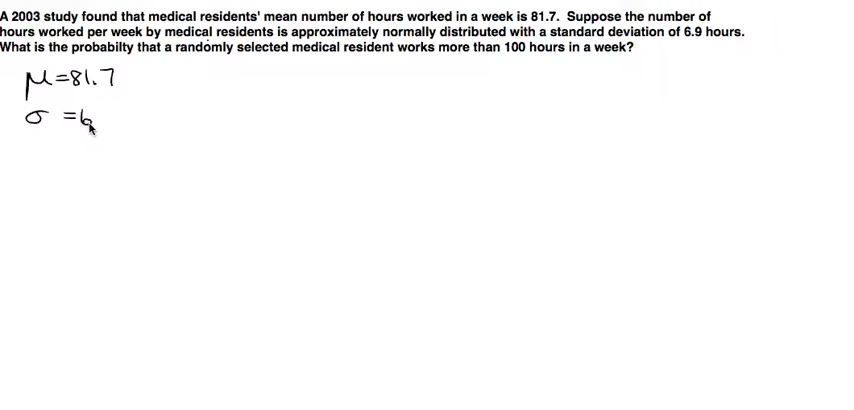 A 2003 study found that medical residents' mean number of hours worked in a week is 81.7. Suppose the number of
hours worked per week by medical residents is approximately normally distributed with a standard deviation of 6.9 hours.
What is the probabilty that a randomly selected medical resident works more than 100 hours in a week?
μ=81.7
σ =6